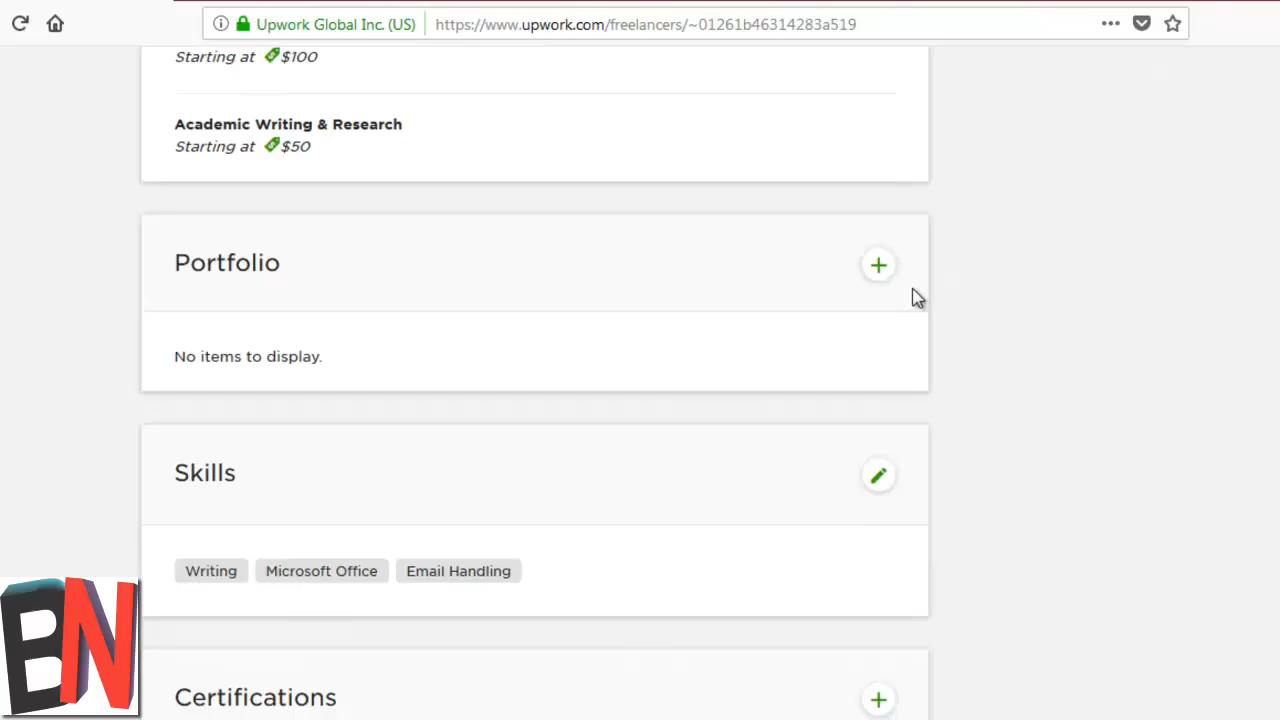 Upwork Global Inc. (US) https://www.upwork.com/freelancers/~01261b46314283a519
Starting at $100
Academic Writing & Research
Starting at $50
Portfolio
No items to display.
Skills
Writing Microsoft Office Email Handling
Certifications
BN